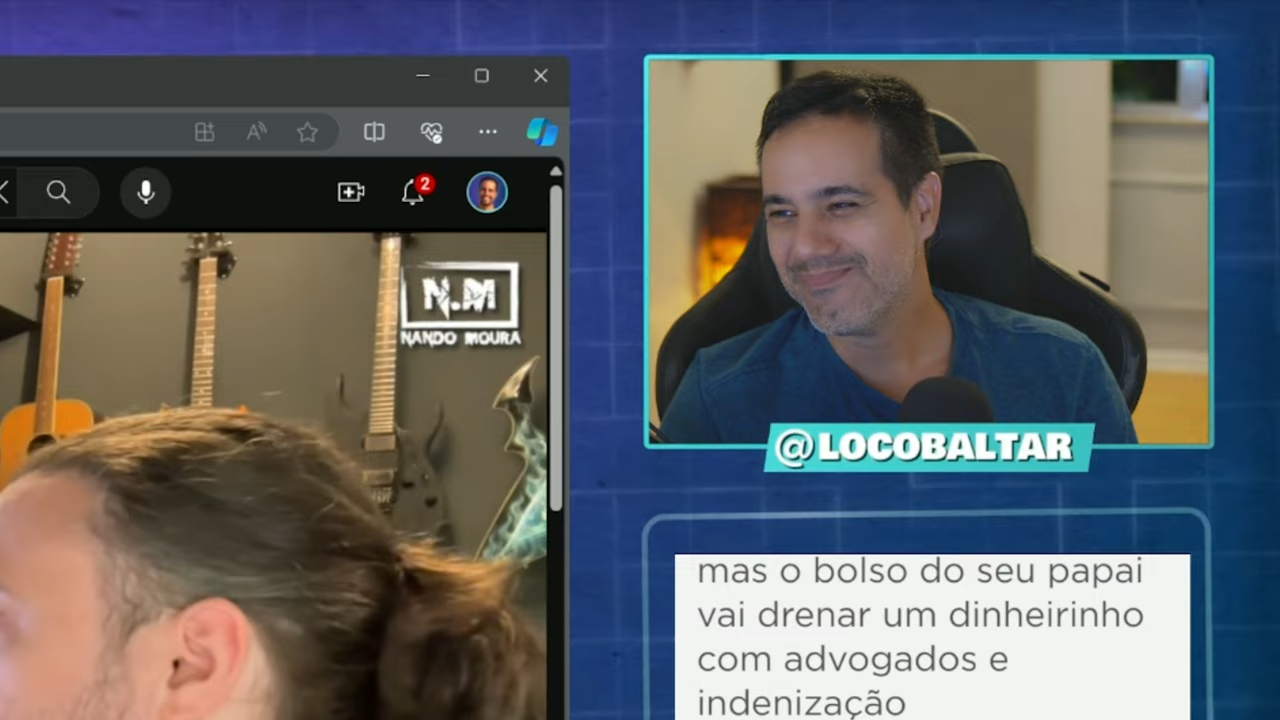 2
N.M
NANDO MOURA
@LOCOBALTAR
mas o bolso do seu papai
vai drenar um dinheirinho
com advogados e
indenização